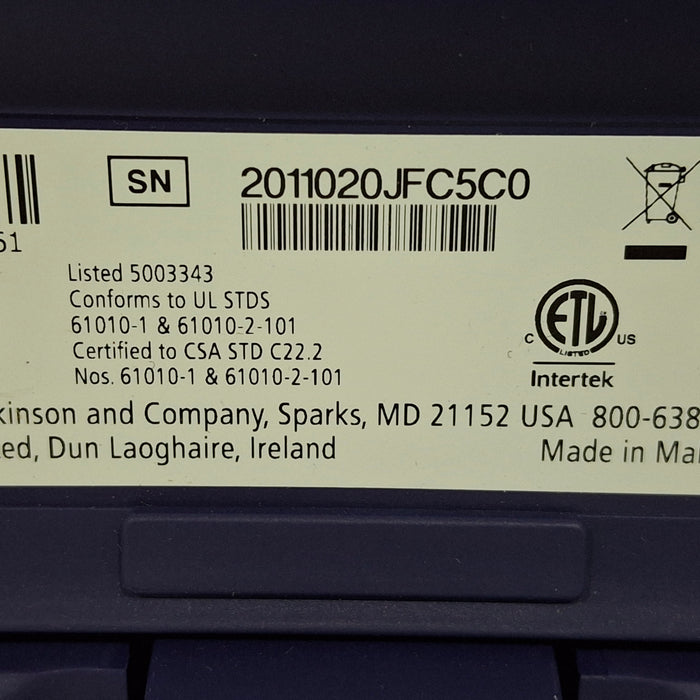 SN 2011020JFC5C0
61
Listed 5003343
Conforms to UL STDS
61010-1 & 61010-2-101
Certified to CSA STD C22.2
Nos. 61010-1 & 61010-2-101
ETL
LISTED
C US
Intertek
kinson and Company, Sparks, MD 21152 USA 800-638
ed, Dun Laoghaire, Ireland
Made in Ma